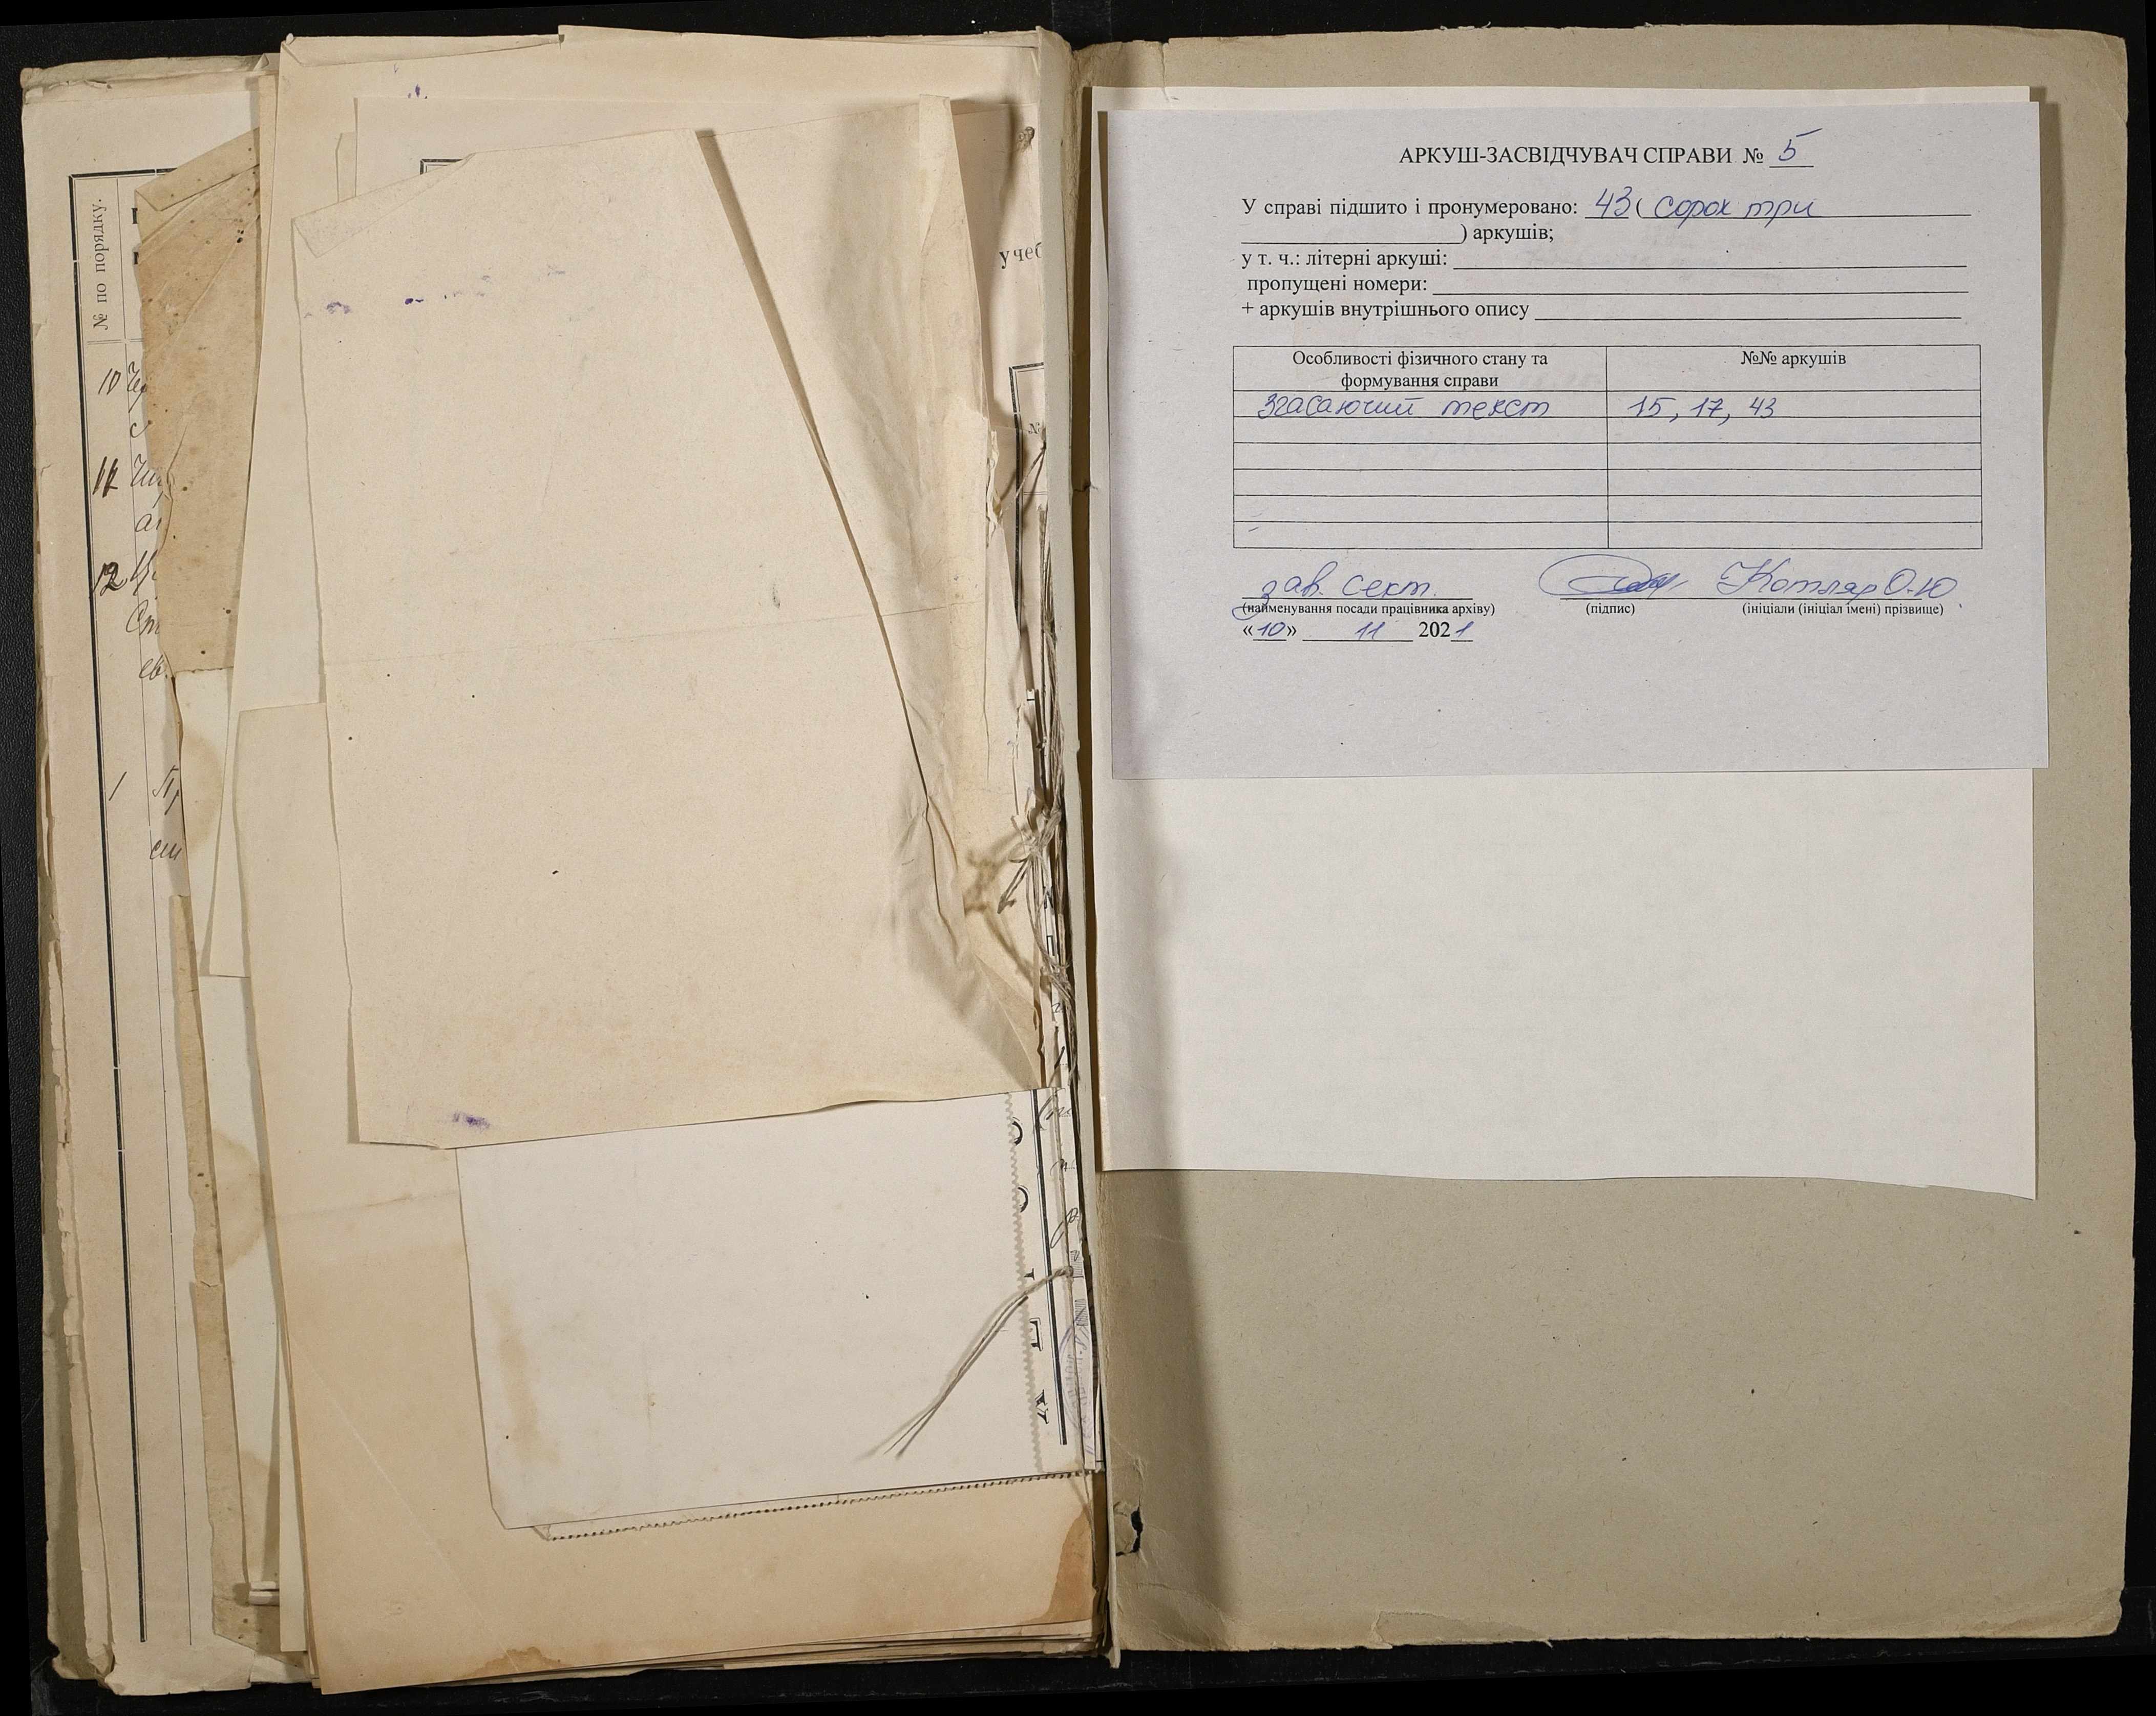 № по порядку.
10
11
12
1
учеб
АРКУШ-ЗАСВІДЧУВАЧ СПРАВИ № 5
У справі підшито і пронумеровано: 43 ( сорок три
) аркушів;
у т. ч.: літерні аркуші:
пропущені номери:
+ аркушів внутрішнього опису
Особливості фізичного стану та формування справи
№№ аркушів
Згасаючий текст 15, 17, 43
зав. сект. Котляр О.Ю
(найменування посади працівника архіву) (підпис) (ініціали (ініціал імені) прізвище)
«10» 11 2021